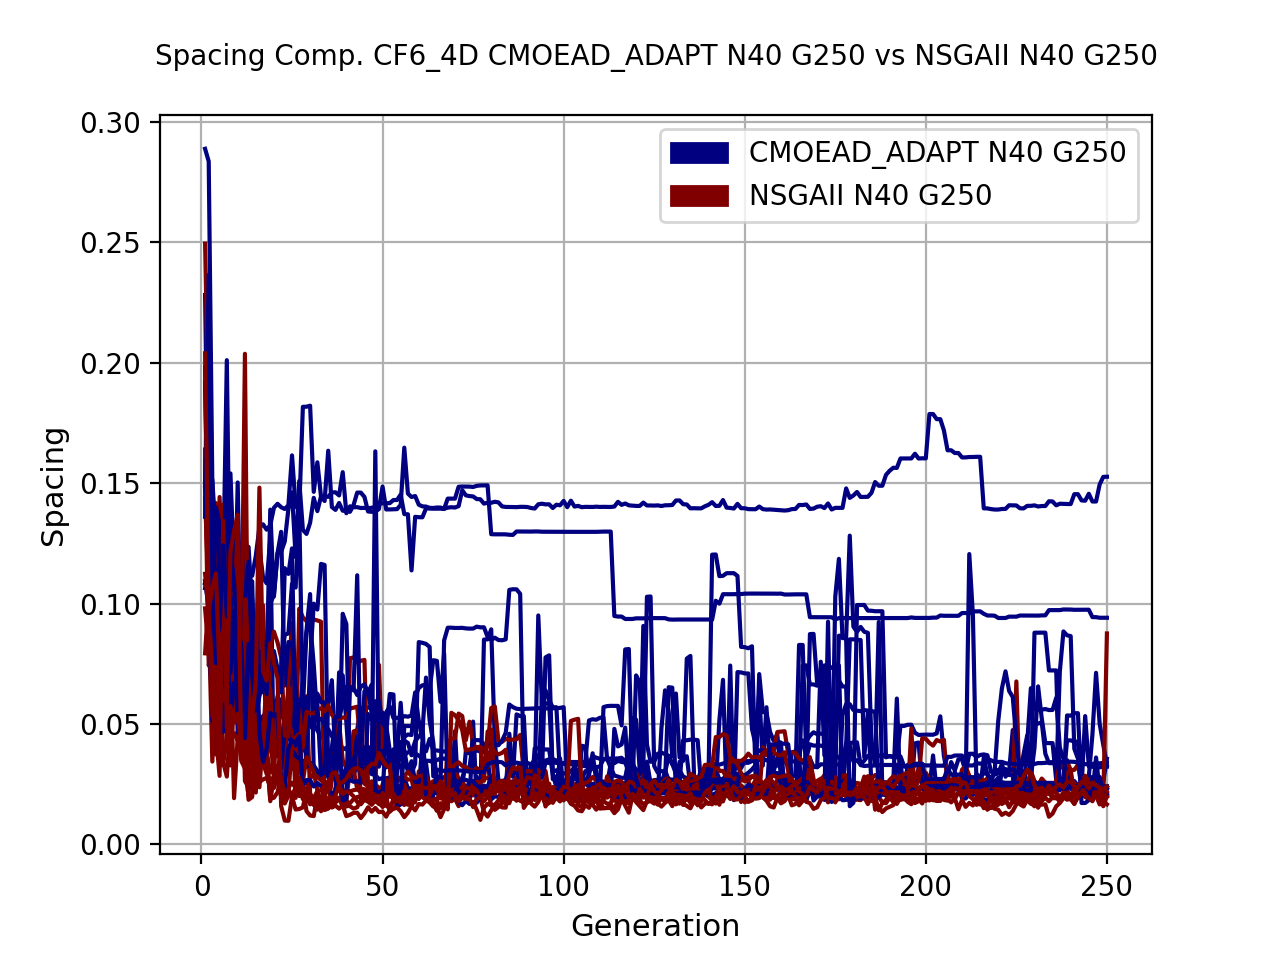 Spacing Comp. CF6_4D CMOEAD_ADAPT N40 G250 vs NSGAII N40 G250
CMOEAD_ADAPT N40 G250
NSGAII N40 G250
Spacing
0.30
0.25
0.20
0.15
0.10
0.05
0.00
0 50 100 150 200 250
Generation